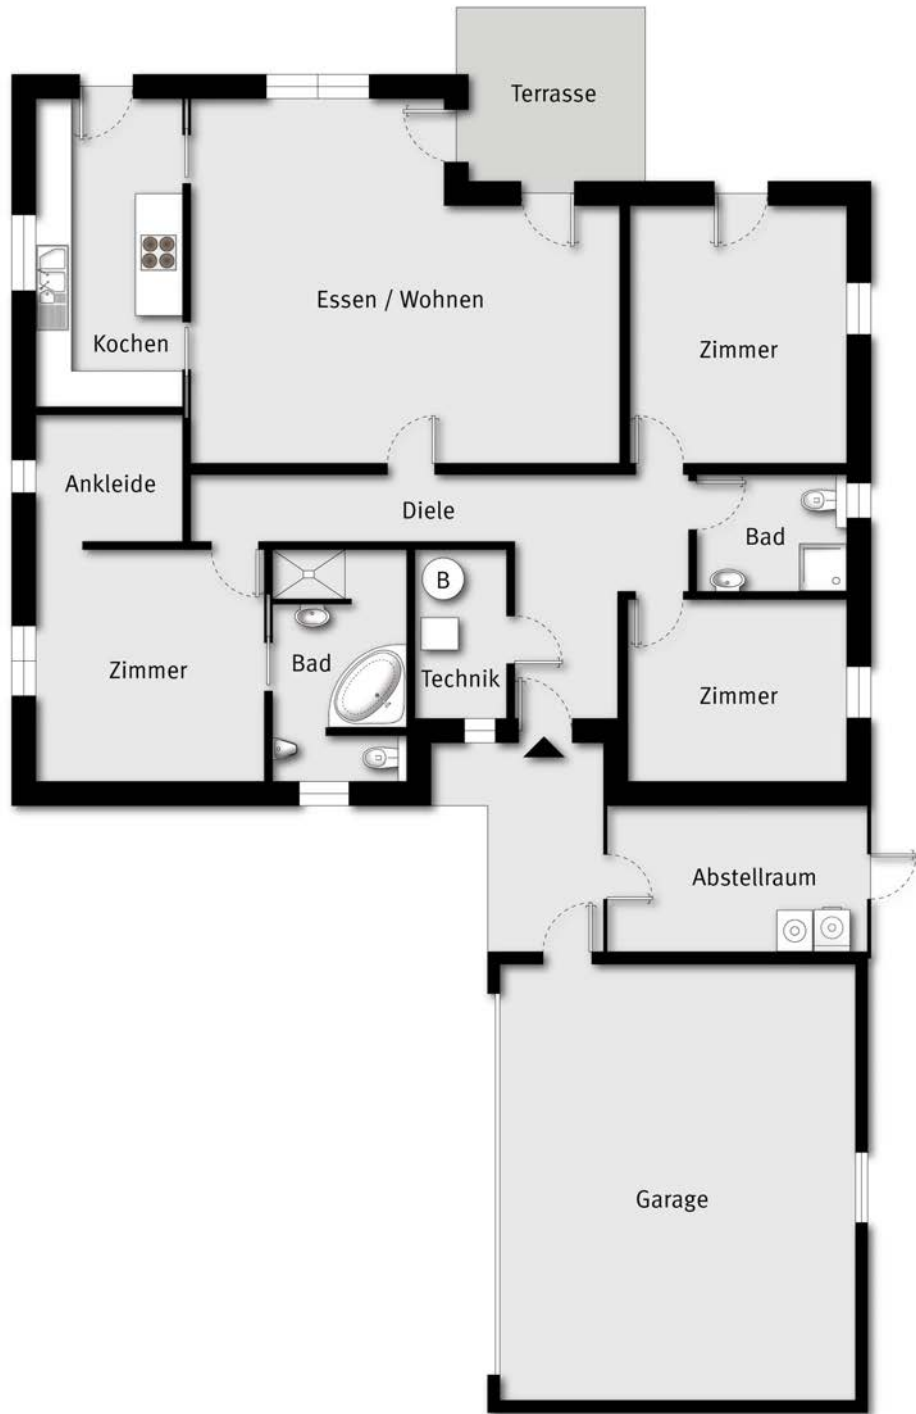 Terrasse
Essen / Wohnen
Kochen
Zimmer
Ankleide
Diele
Bad
B
Zimmer
Bad
Technik
Zimmer
Abstellraum
Garage